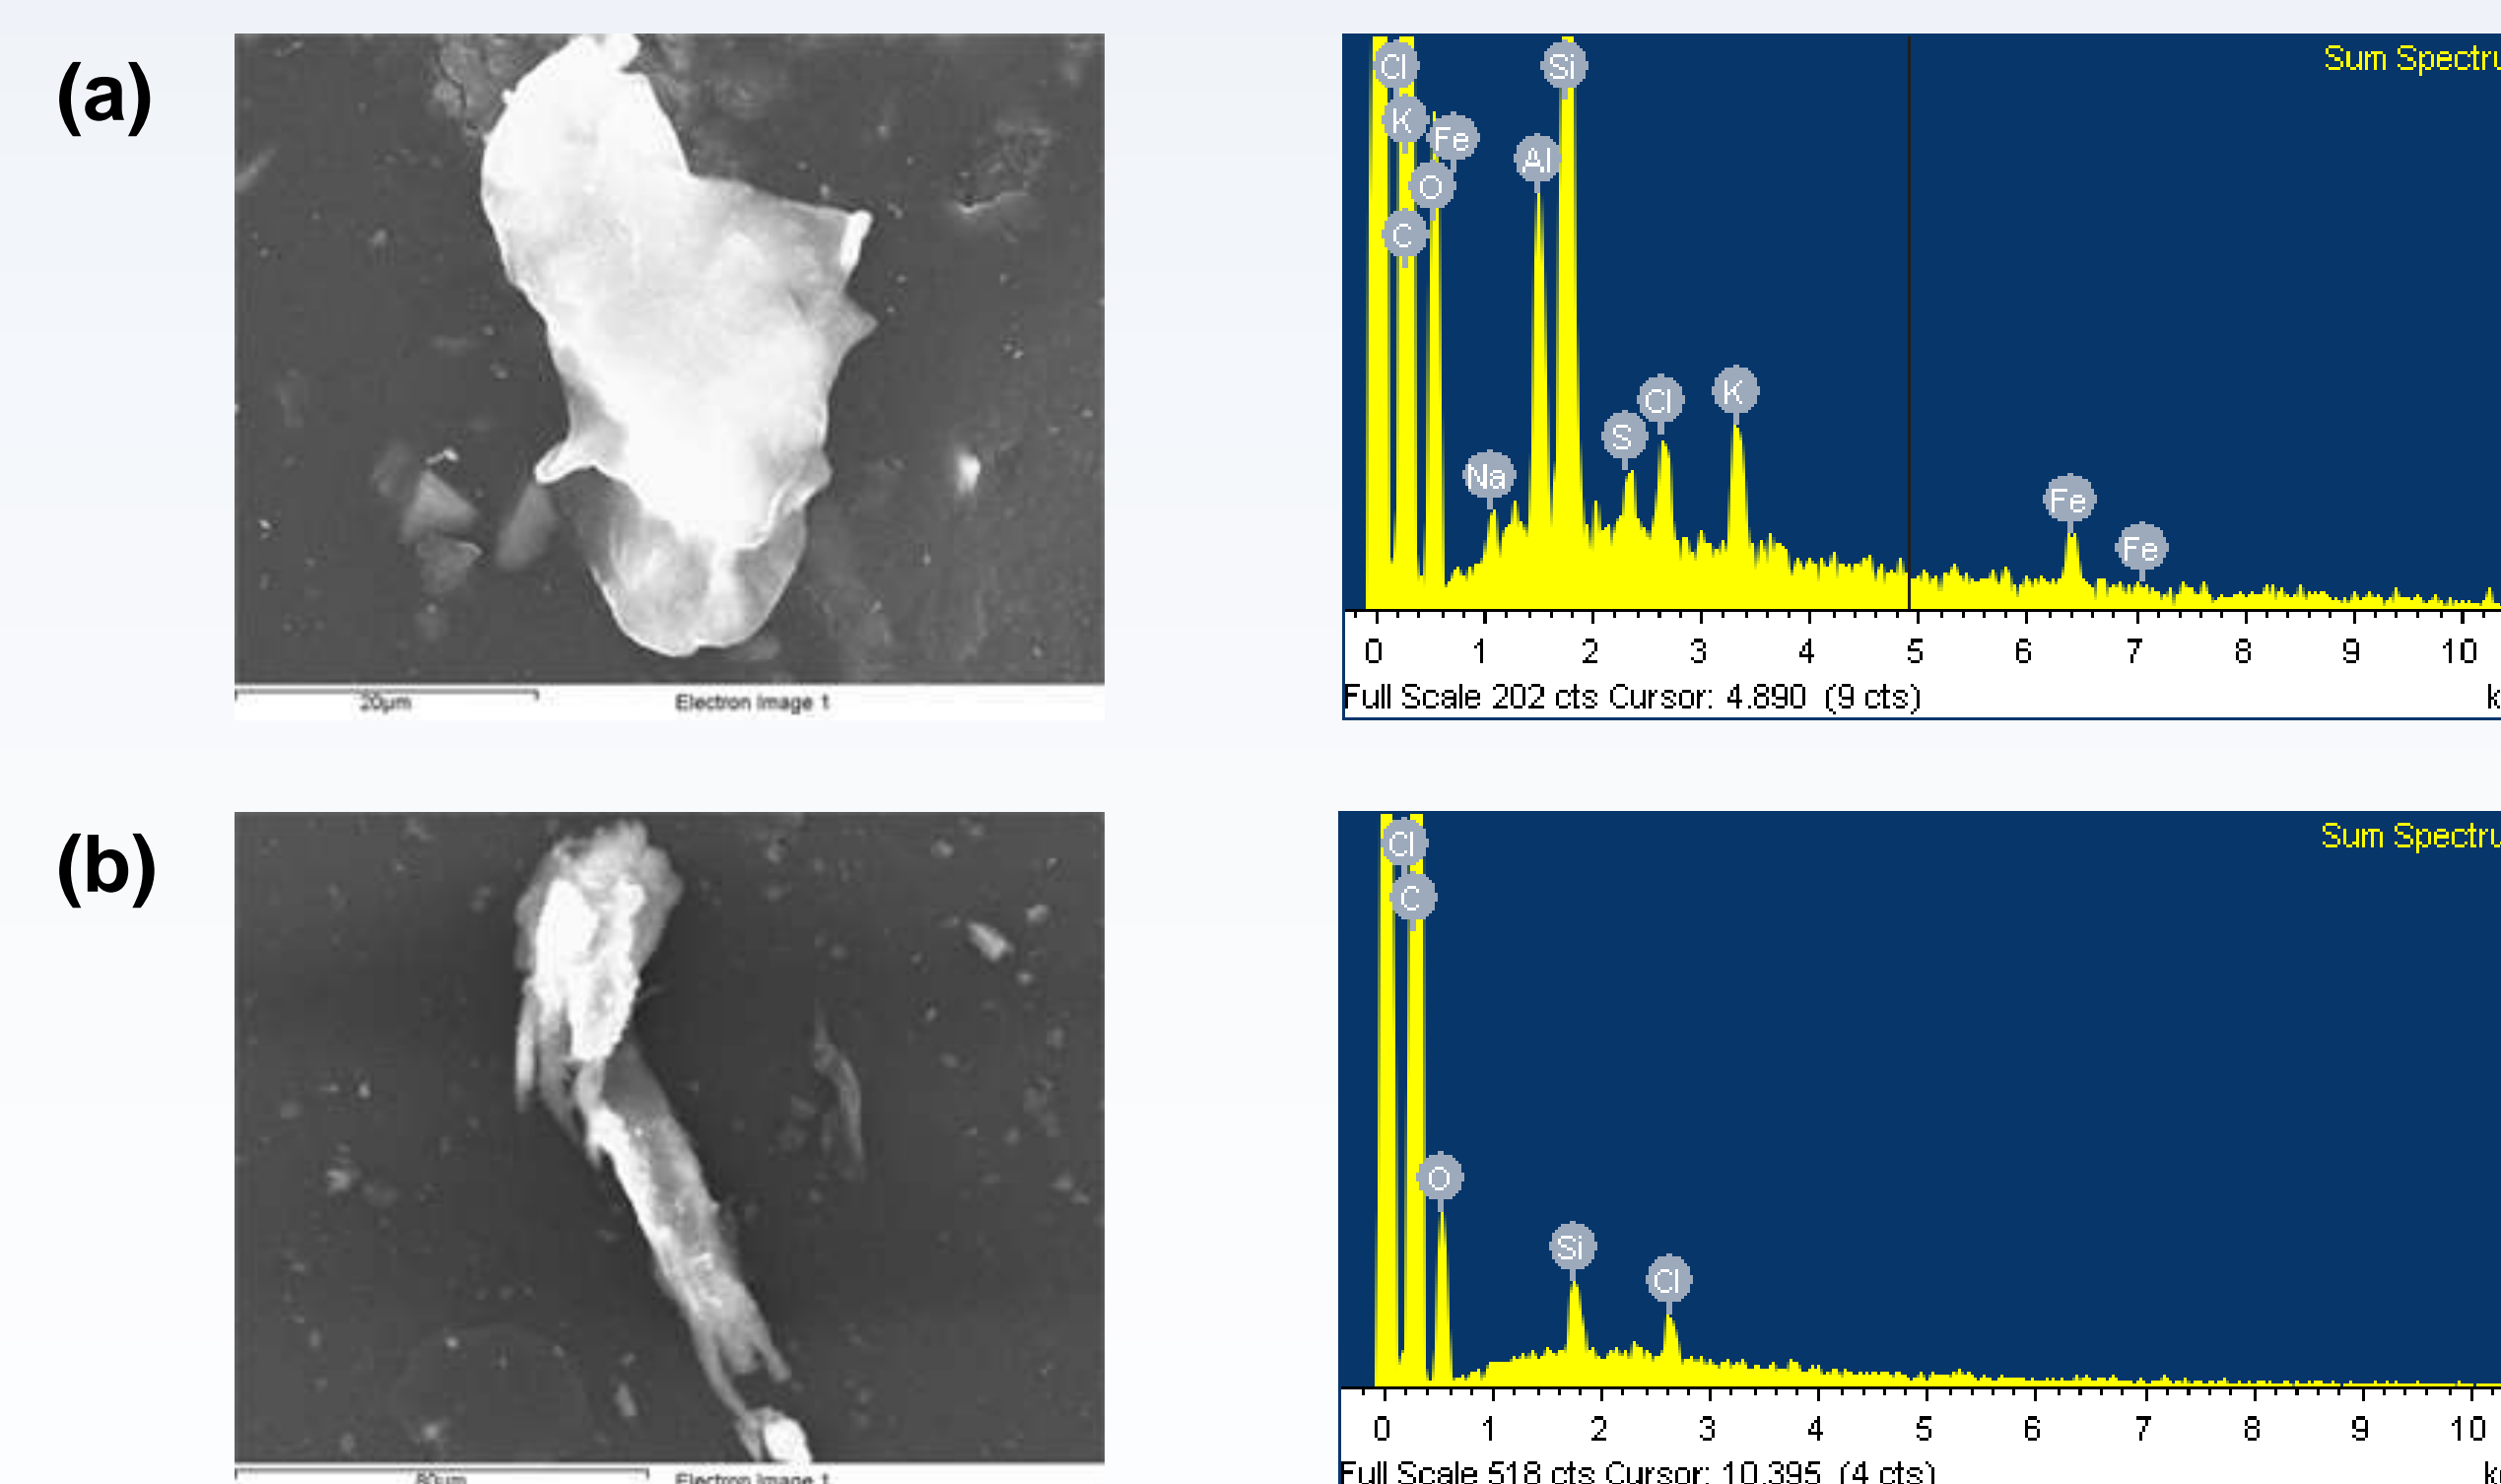 (a)
Sum Spectru
Cl
Si
K
Fe
Al
O
C
Cl
K
S
Na
Fe
Fe
0 1 2 3 4 5 6 7 8 9 10
20µm
Electron Image 1
Full Scale 202 cts Cursor: 4.890 (9 cts)
(b)
Sum Spectru
Cl
C
O
Si
Cl
0 1 2 3 4 5 6 7 8 9 10
Electron Image 1
Full Scale 518 cts Cursor: 10.395 (4 cts)